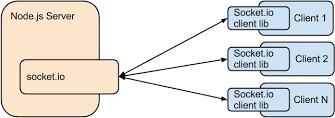 Node.js Server
socket.io
Socket.io
client lib
Client 1
Socket.io
client lib
Client 2
Socket.io
client lib
Client N